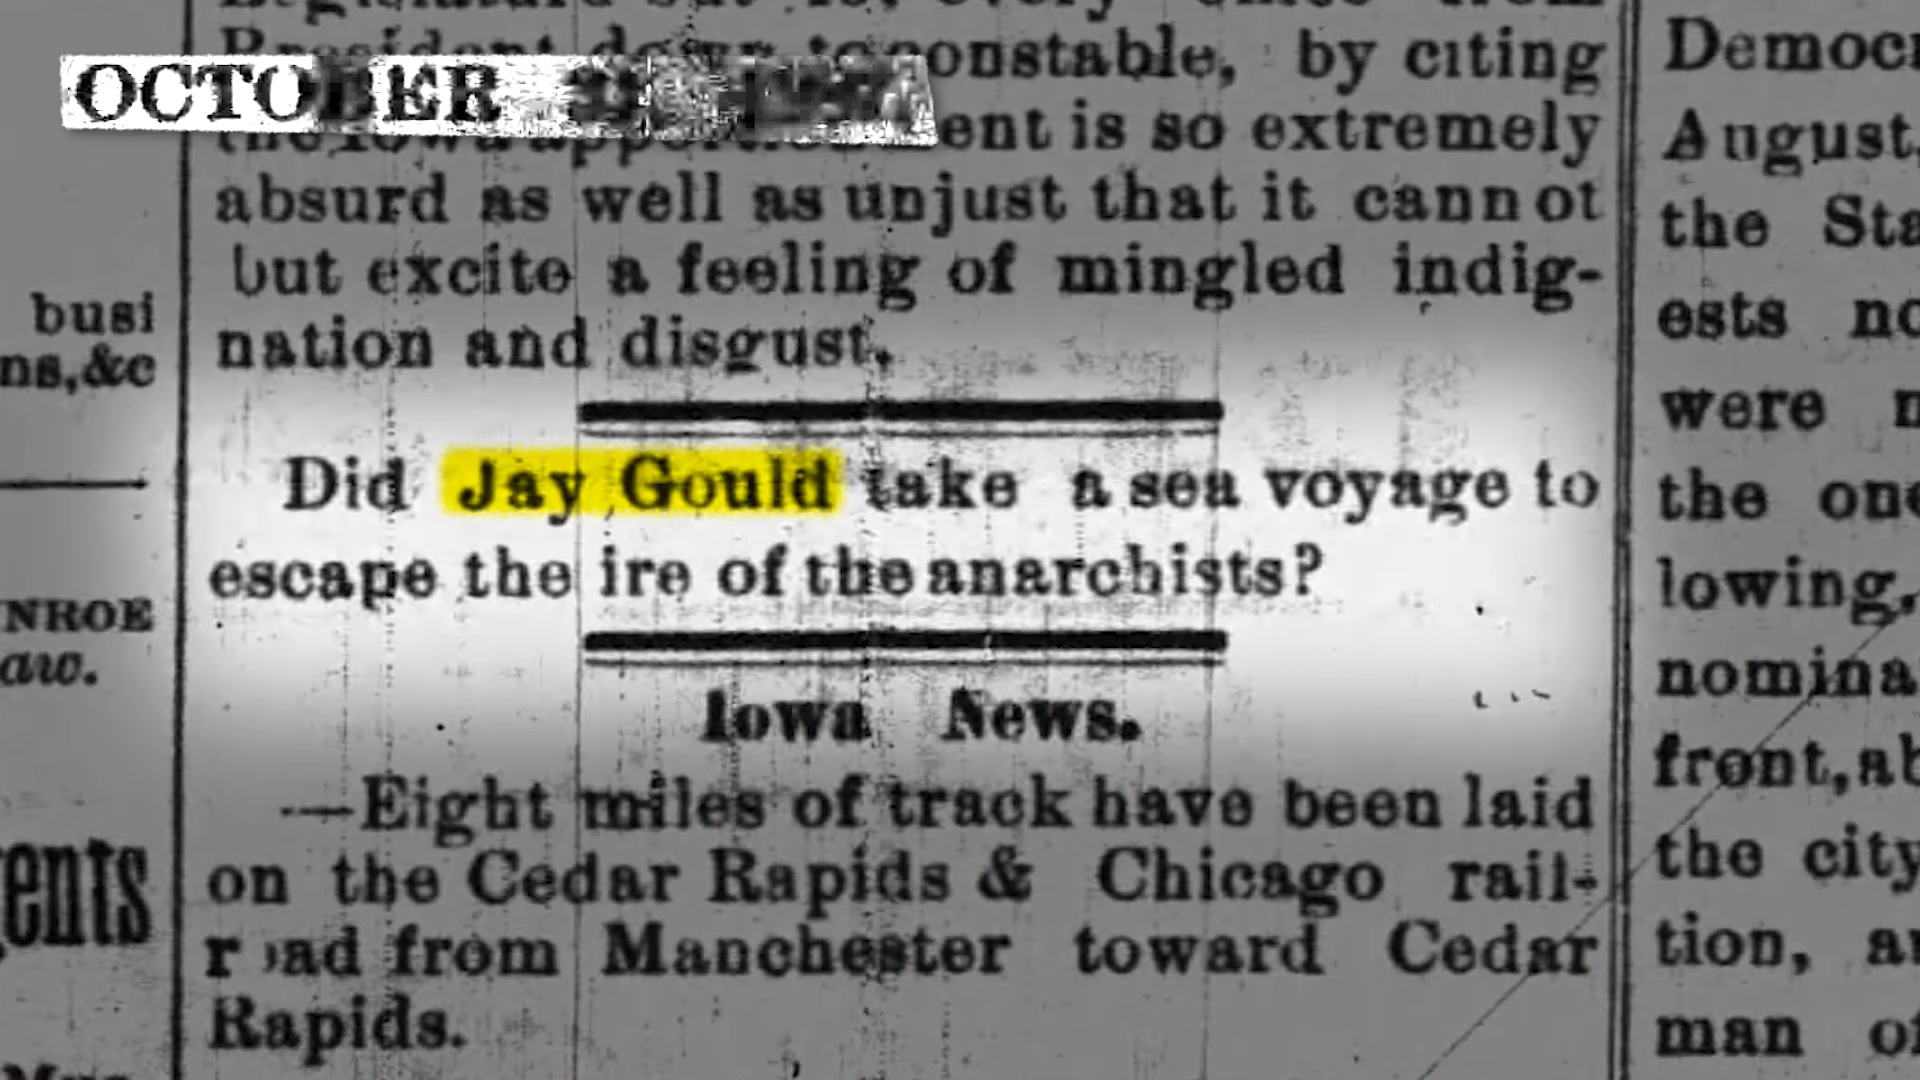 OCTOBER
constable, by citing
ent is so extremely
absurd as well as unjust that it cannot
but excite a feeling of mingled indig-
nation and disgust.
Did Jay Gould take a sea voyage to
escape the ire of the anarchists?
Iowa News.
—Eight miles of track have been laid
on the Cedar Rapids & Chicago rail-
road from Manchester toward Cedar
Rapids.
busi
ns,&c
NROE
aw.
ents
Democr
August,
the Sta
ests no
were n
the one
lowing,
nomina
front,ab
the city
tion, an
man of